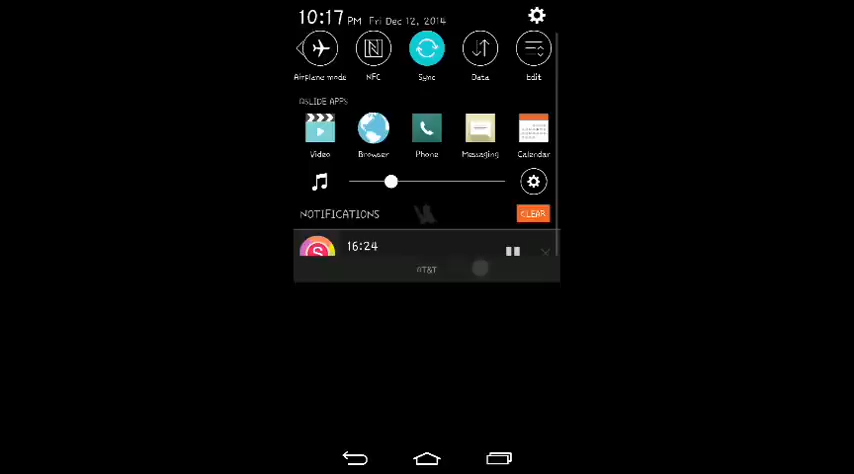 10:17 PM Fri Dec 12, 2014
Airplane mode NFC Sync Data Edit
QSLIDE APPS
Video Browser Phone Messaging Calendar
NOTIFICATIONS CLEAR
S 16:24
AT&T